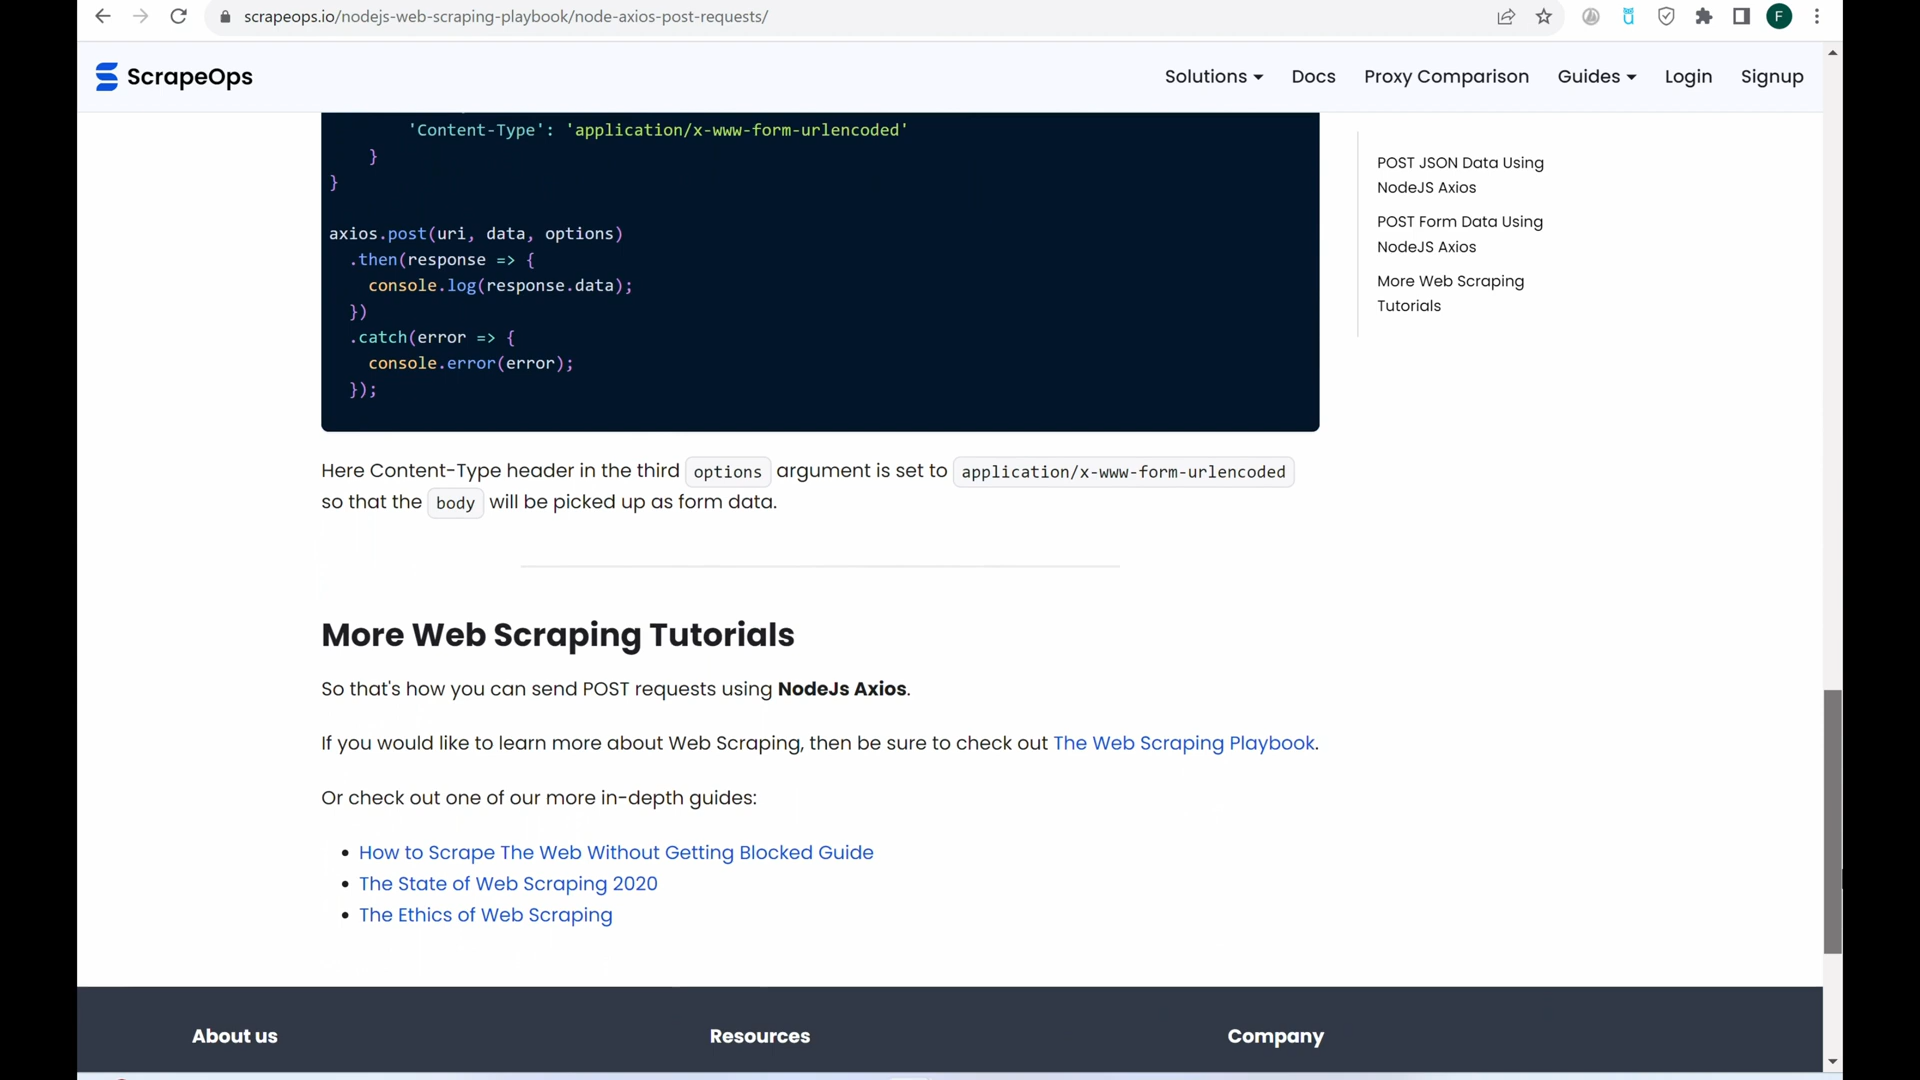 scrapeops.io/nodejs-web-scraping-playbook/node-axios-post-requests/
F
ScrapeOps
Solutions
Docs
Proxy Comparison
Guides
Login
Signup
'Content-Type': 'application/x-www-form-urlencoded'
}
}
axios.post(uri, data, options)
.then(response => {
console.log(response.data);
})
.catch(error => {
console.error(error);
});
POST JSON Data Using
NodeJS Axios
POST Form Data Using
NodeJS Axios
More Web Scraping
Tutorials
Here Content-Type header in the third options argument is set to application/x-www-form-urlencoded
so that the body will be picked up as form data.
More Web Scraping Tutorials
So that's how you can send POST requests using NodeJs Axios.
If you would like to learn more about Web Scraping, then be sure to check out The Web Scraping Playbook.
Or check out one of our more in-depth guides:
• How to Scrape The Web Without Getting Blocked Guide
• The State of Web Scraping 2020
• The Ethics of Web Scraping
About us
Resources
Company